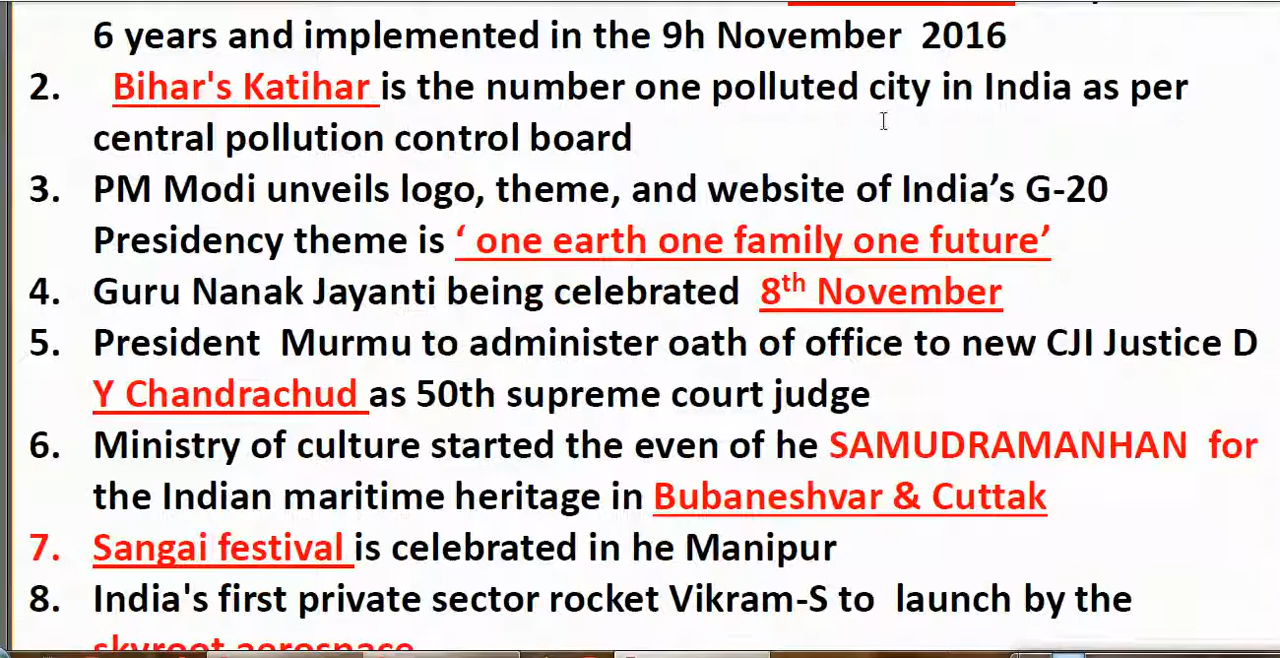 6 years and implemented in the 9h November 2016
2. Bihar's Katihar is the number one polluted city in India as per
central pollution control board
3. PM Modi unveils logo, theme, and website of India’s G-20
Presidency theme is ‘ one earth one family one future’
4. Guru Nanak Jayanti being celebrated 8th November
5. President Murmu to administer oath of office to new CJI Justice D
Y Chandrachud as 50th supreme court judge
6. Ministry of culture started the even of he SAMUDRAMANHAN for
the Indian maritime heritage in Bubaneshvar & Cuttak
7. Sangai festival is celebrated in he Manipur
8. India's first private sector rocket Vikram-S to launch by the
skyroot aerospace